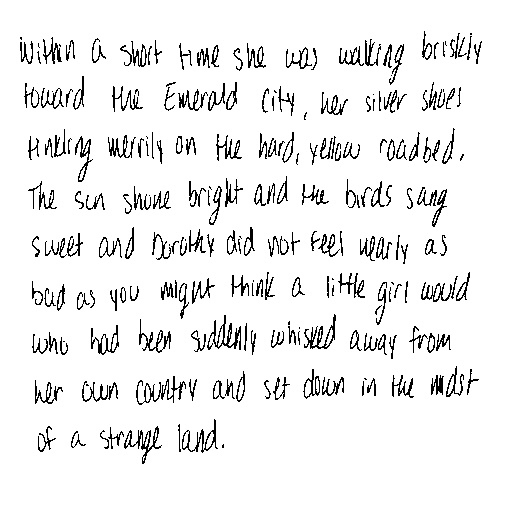 Within a short time she was walking briskly
toward the Emerald City, her silver shoes
tinkling merrily on the hard, yellow roadbed.
The sun shone bright and the birds sang
sweet and Dorothy did not feel nearly as
bad as you might think a little girl would
who had been suddenly whisked away from
her own country and set down in the midst
of a strange land.